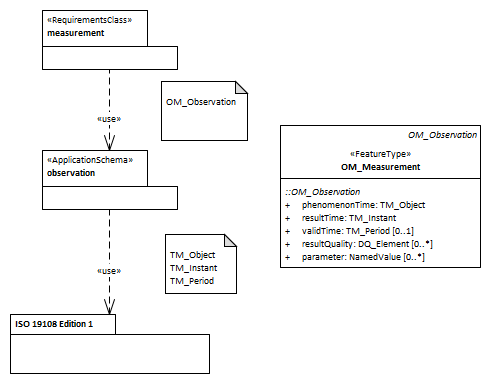 «RequirementsClass»
measurement
OM_Observation
«use»
«ApplicationSchema»
observation
TM_Object
TM_Instant
TM_Period
«use»
ISO 19108 Edition 1
OM_Observation
«FeatureType»
OM_Measurement
::OM_Observation
+ phenomenonTime: TM_Object
+ resultTime: TM_Instant
+ validTime: TM_Period [0..1]
+ resultQuality: DQ_Element [0..*]
+ parameter: NamedValue [0..*]